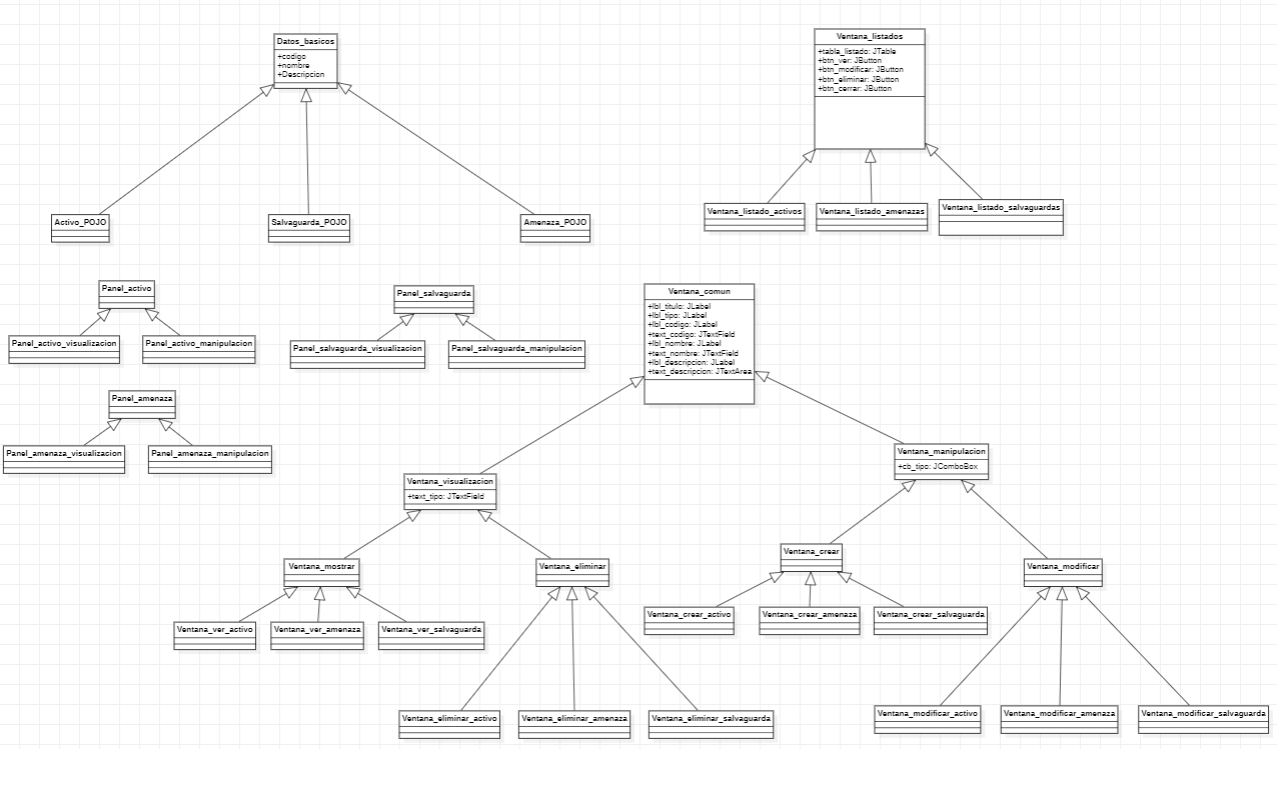 Datos_basicos
+codigo
+nombre
+Descripcion
Ventana_listados
+tabla_listado: JTable
+btn_ver: JButton
+btn_modificar: JButton
+btn_eliminar: JButton
+btn_cerrar: JButton
Activo_POJO
Salvaguarda_POJO
Amenaza_POJO
Ventana_listado_activos
Ventana_listado_amenazas
Ventana_listado_salvaguardas
Panel_activo
Panel_activo_visualizacion
Panel_activo_manipulacion
Panel_salvaguarda
Panel_salvaguarda_visualizacion
Panel_salvaguarda_manipulacion
Ventana_comun
+lbl_titulo: JLabel
+lbl_tipo: JLabel
+lbl_codigo: JLabel
+text_codigo: JTextField
+lbl_nombre: JLabel
+text_nombre: JTextField
+lbl_descripcion: JLabel
+text_descripcion: JTextArea
Panel_amenaza
Panel_amenaza_visualizacion
Panel_amenaza_manipulacion
Ventana_visualizacion
+text_tipo: JTextField
Ventana_manipulacion
+cb_tipo: JComboBox
Ventana_mostrar
Ventana_eliminar
Ventana_crear
Ventana_modificar
Ventana_ver_activo
Ventana_ver_amenaza
Ventana_ver_salvaguarda
Ventana_crear_activo
Ventana_crear_amenaza
Ventana_crear_salvaguarda
Ventana_eliminar_activo
Ventana_eliminar_amenaza
Ventana_eliminar_salvaguarda
Ventana_modificar_activo
Ventana_modificar_amenaza
Ventana_modificar_salvaguarda